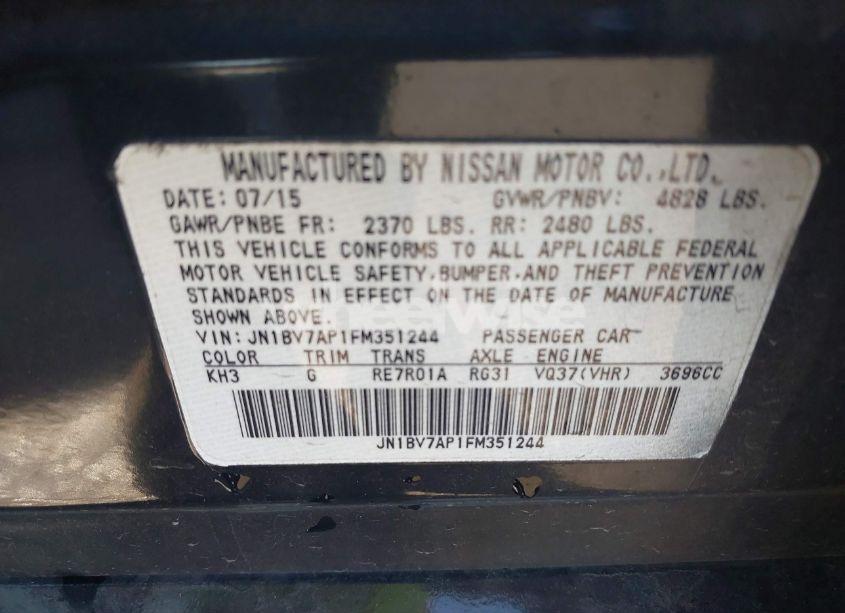 MANUFACTURED BY NISSAN MOTOR CO.,LTD.
DATE: 07/15 GVWR/PNBV: 4828 LBS.
GAWR/PNBE FR: 2370 LBS. RR: 2480 LBS.
THIS VEHICLE CONFORMS TO ALL APPLICABLE FEDERAL
MOTOR VEHICLE SAFETY,BUMPER,AND THEFT PREVENTION
STANDARDS IN EFFECT ON THE DATE OF MANUFACTURE
SHOWN ABOVE.
VIN: JN1BV7AP1FM351244 PASSENGER CAR
COLOR TRIM TRANS AXLE ENGINE
KH3 G RE7R01A RG31 VQ37(VHR) 3696CC
JN1BV7AP1FM351244